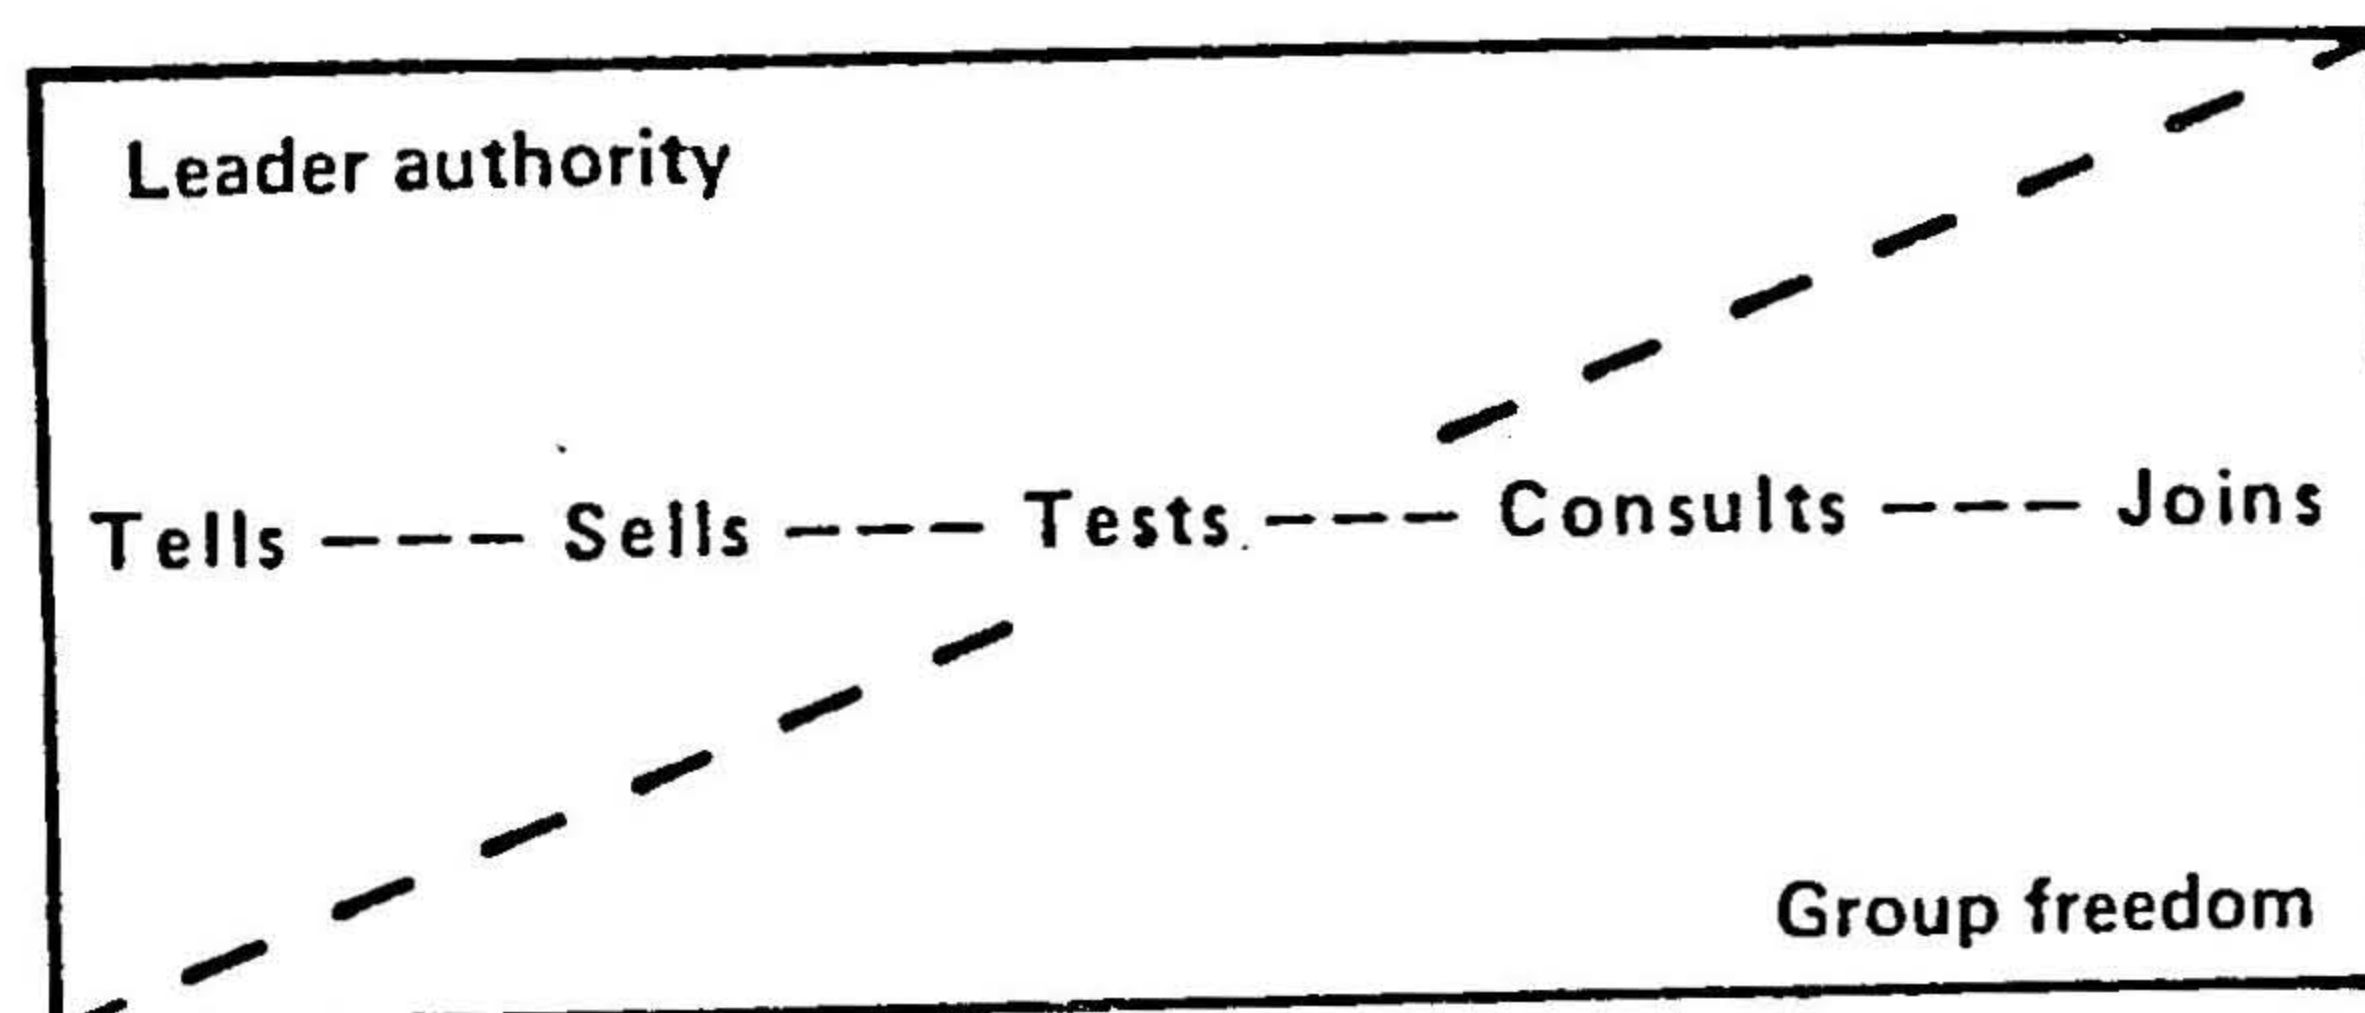 Leader authority
Tells --- Sells --- Tests --- Consults --- Joins
Group freedom